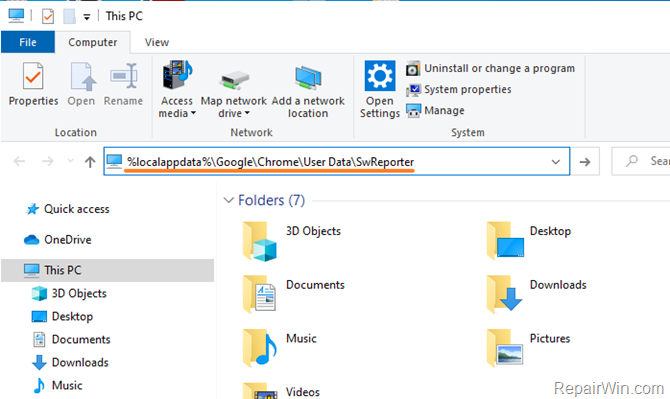 This PC
File Computer View
Properties Open Rename
Access media Map network drive Add a network location
Open Settings
Uninstall or change a program
System properties
Manage
Location Network System
%localappdata%\Google\Chrome\User Data\SwReporter
Sea
Quick access
OneDrive
This PC
3D Objects
Desktop
Documents
Downloads
Music
Folders (7)
3D Objects
Desktop
Documents
Downloads
Music
Pictures
Videos
RepairWin.com